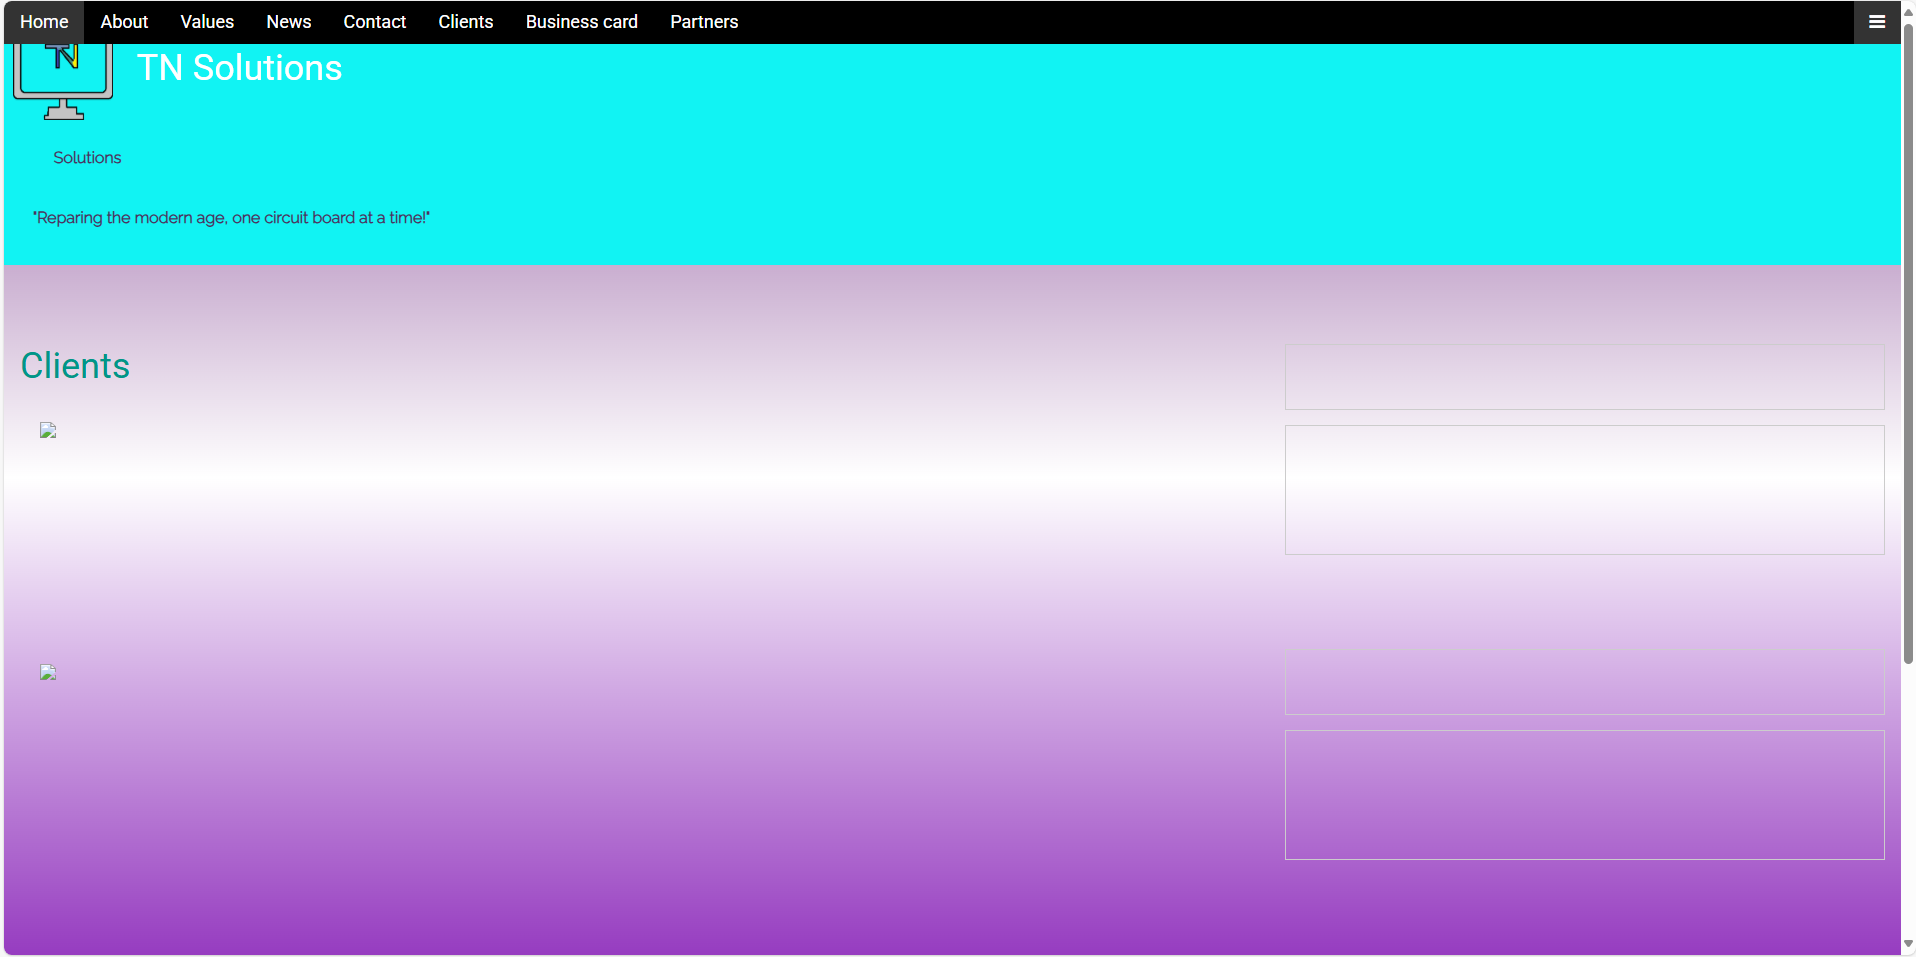 Home About Values News Contact Clients Business card Partners
TN
TN Solutions
Solutions
"Reparing the modern age, one circuit board at a time!"
Clients